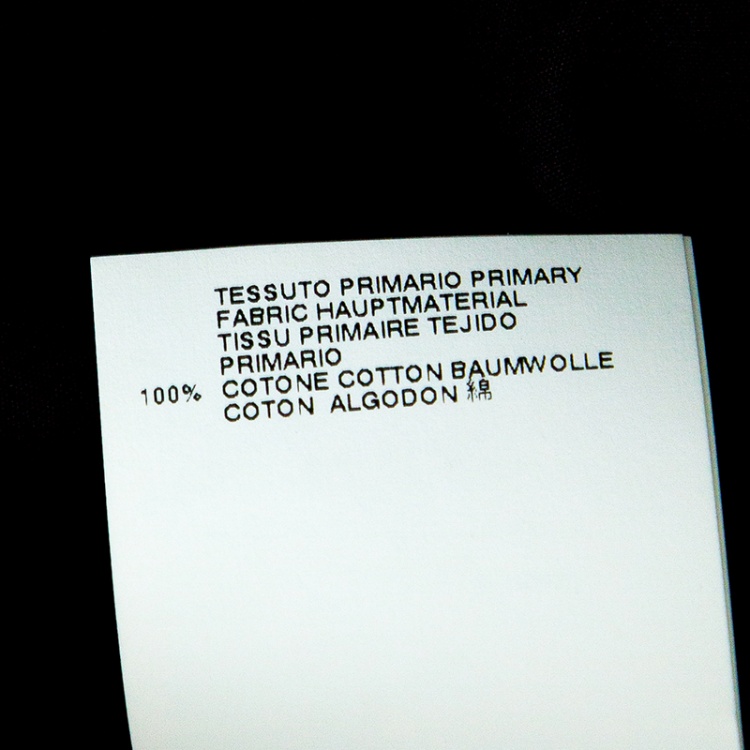 TESSUTO PRIMARIO PRIMARY
FABRIC HAUPTMATERIAL
TISSU PRIMAIRE TEJIDO
PRIMARIO
100% COTONE COTTON BAUMWOLLE
COTON ALGODON 綿